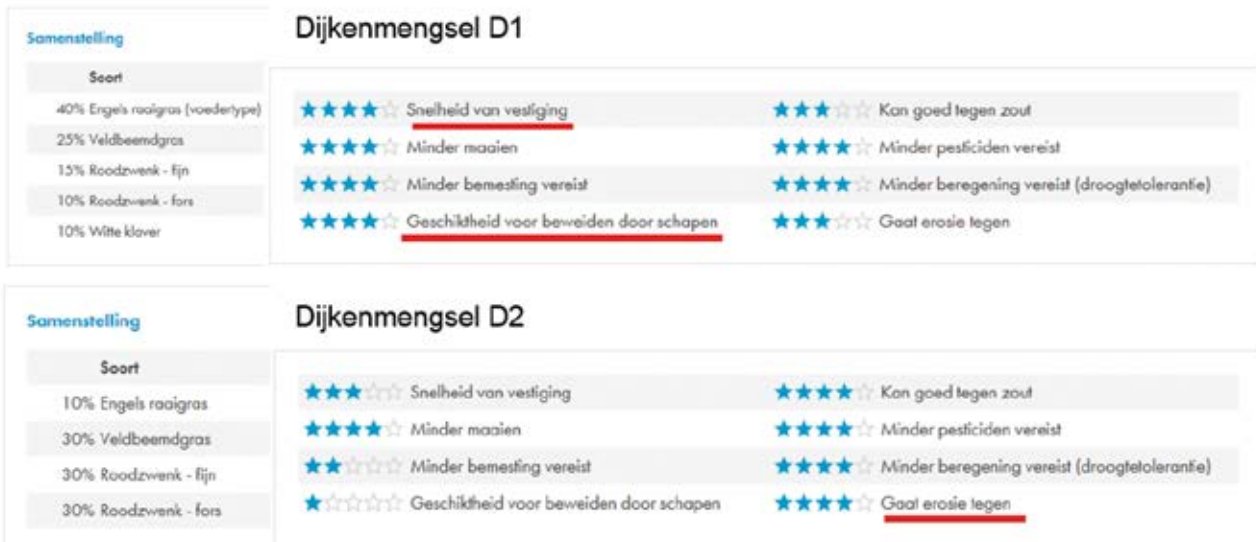 Dijkenmengsel D1
Samenstelling
Soort
40% Engels raaigras (voedertype)
25% Veldbeemdgras
15% Roodzwenk - fijn
10% Roodzwenk - fors
10% Witte klaver
Snelheid van vestiging
Kan goed tegen zout
Minder maaien
Minder pesticiden vereist
Minder bemesting vereist
Minder beregening vereist (droogtetolerantie)
Geschiktheid voor beweiden door schapen
Gaat erosie tegen
Dijkenmengsel D2
Samenstelling
Soort
10% Engels raaigras
30% Veldbeemdgras
30% Roodzwenk - fijn
30% Roodzwenk - fors
Snelheid van vestiging
Kan goed tegen zout
Minder maaien
Minder pesticiden vereist
Minder bemesting vereist
Minder beregening vereist (droogtetolerantie)
Geschiktheid voor beweiden door schapen
Gaat erosie tegen